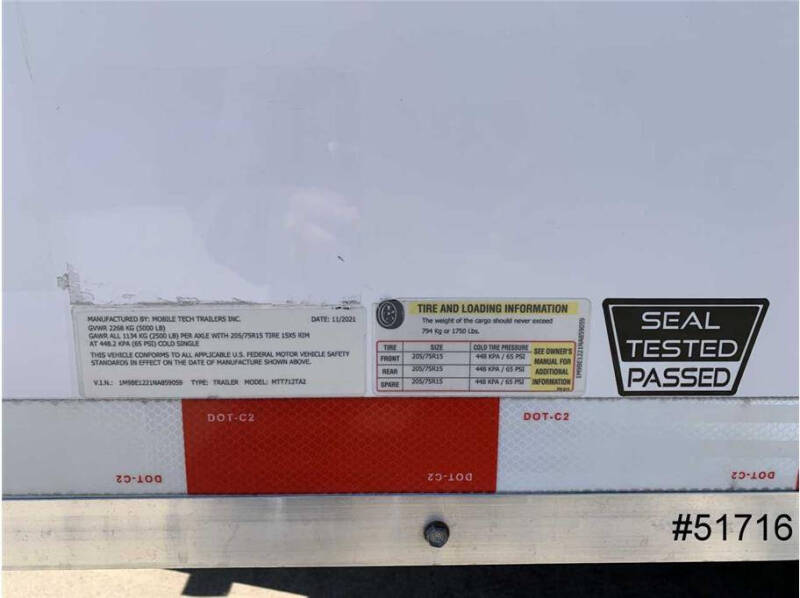 MANUFACTURED BY: MOBILE TECH TRAILERS INC. DATE: 11/2021
GVWR 2268 KG (5000 LB)
GAWR ALL 1134 KG (2500 LB) PER AXLE WITH 205/75R15 TIRE 15X5 RIM
AT 448.2 KPA (65 PSI) COLD SINGLE
THIS VEHICLE CONFORMS TO ALL APPLICABLE U.S. FEDERAL MOTOR VEHICLE SAFETY
STANDARDS IN EFFECT ON THE DATE OF MANUFACTURE SHOWN ABOVE.
V.I.N.: 1M9BE1221NAB59059 TYPE: TRAILER MODEL: MTT712TA2
TIRE AND LOADING INFORMATION
The weight of the cargo should never exceed
794 Kg or 1750 Lbs.
TIRE SIZE COLD TIRE PRESSURE
FRONT 205/75R15 448 KPA / 65 PSI
REAR 205/75R15 448 KPA / 65 PSI
SPARE 205/75R15 448 KPA / 65 PSI
SEE OWNER'S
MANUAL FOR
ADDITIONAL
INFORMATION
1M9BE1221NAB59059
SEAL
TESTED
PASSED
DOT-C2
DOT-C2
DOT-C2
DOT-C2
DOT-C2
#51716